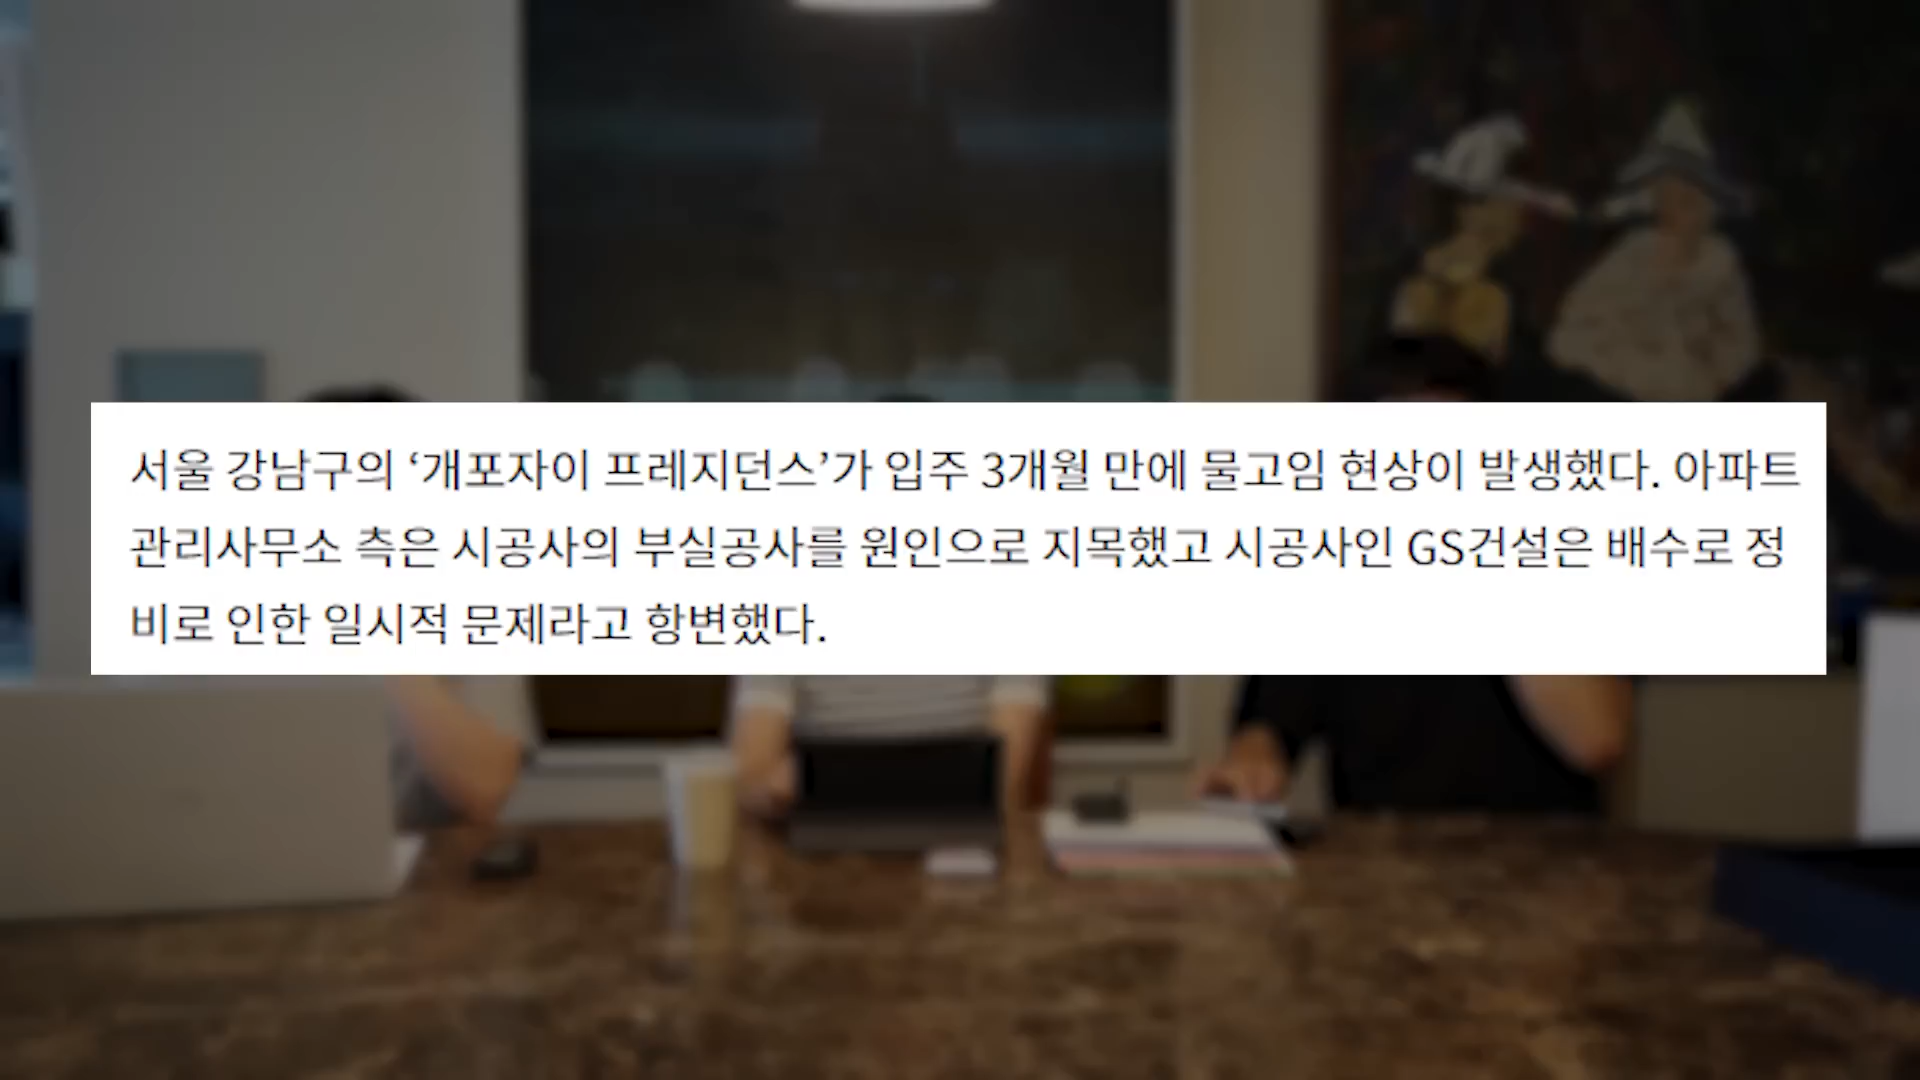 서울 강남구의 ‘개포자이 프레지던스’가 입주 3개월 만에 물고임 현상이 발생했다. 아파트
관리사무소 측은 시공사의 부실공사를 원인으로 지목했고 시공사인 GS건설은 배수로 정
비로 인한 일시적 문제라고 항변했다.